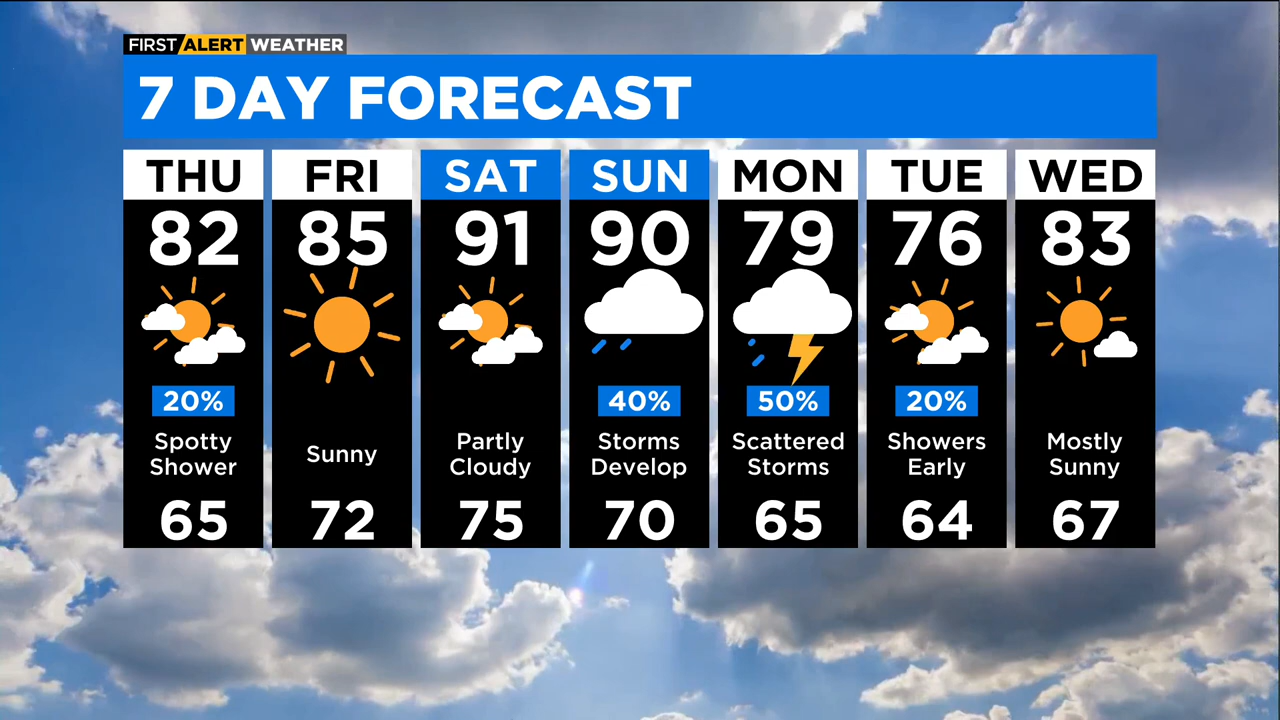 FIRST ALERT WEATHER
7 DAY FORECAST
THU
82
20%
Spotty
Shower
65
FRI
85
Sunny
72
SAT
91
Partly
Cloudy
75
SUN
90
40%
Storms
Develop
70
MON
79
50%
Scattered
Storms
65
TUE
76
20%
Showers
Early
64
WED
83
Mostly
Sunny
67